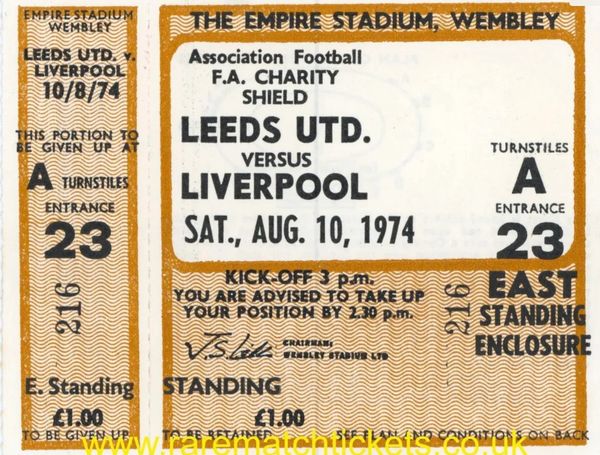 EMPIRE STADIUM
WEMBLEY
LEEDS UTD. v.
LIVERPOOL
10/8/74
THIS PORTION TO
BE GIVEN UP AT
A TURNSTILES
ENTRANCE
23
216
E. Standing
£1.00
TO BE GIVEN UP
THE EMPIRE STADIUM, WEMBLEY
Association Football
F.A. CHARITY
SHIELD
LEEDS UTD.
VERSUS
LIVERPOOL
SAT., AUG. 10, 1974
TURNSTILES
A
ENTRANCE
23
KICK-OFF 3 p.m.
YOU ARE ADVISED TO TAKE UP
YOUR POSITION BY 2.30 p.m.
CHAIRMAN:
WEMBLEY STADIUM LTD
216
EAST
STANDING
ENCLOSURE
STANDING
£1.00
TO BE RETAINED
SEE PLAN AND CONDITIONS ON BACK
www.rarematchtickets.co.uk